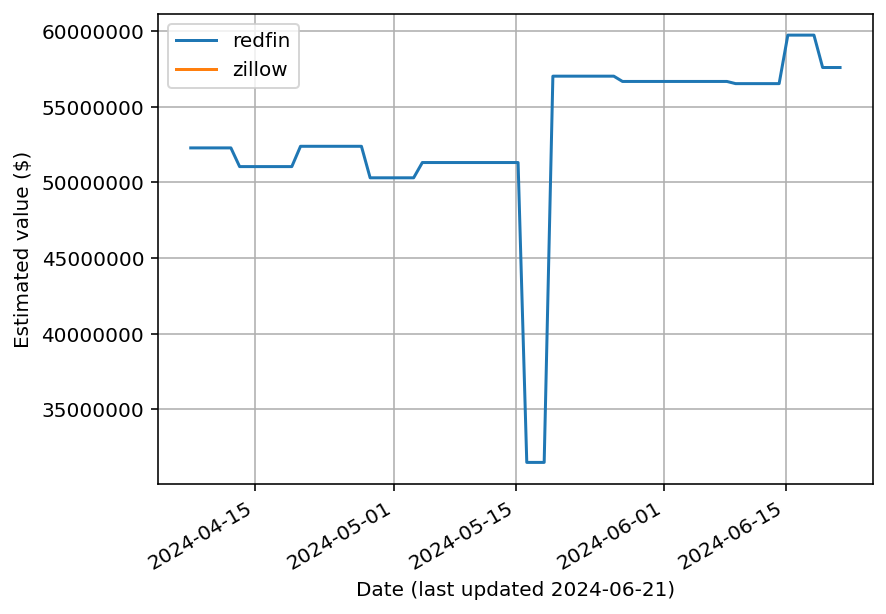 redfin
zillow
Estimated value ($)
60000000
55000000
50000000
45000000
40000000
35000000
2024-04-15
2024-05-01
2024-05-15
2024-06-01
2024-06-15
Date (last updated 2024-06-21)